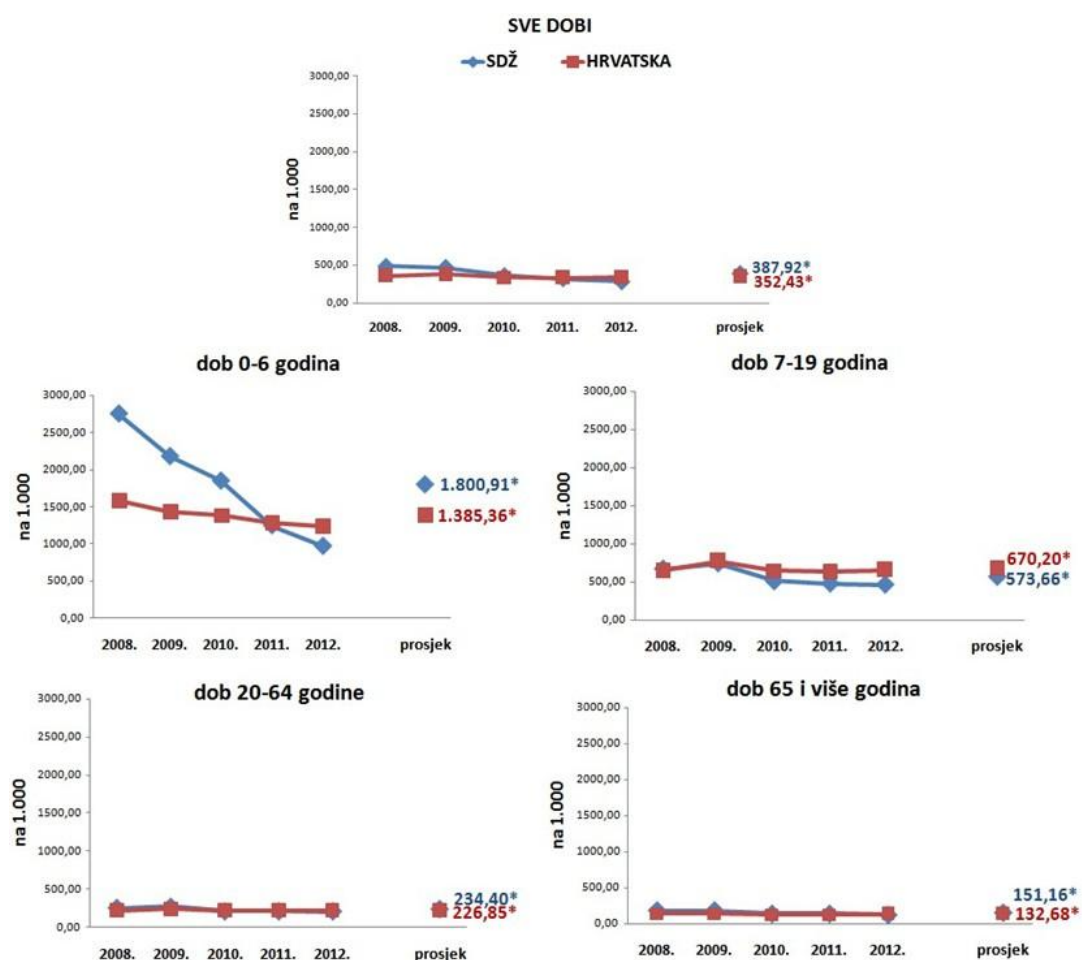 SVE DOBI
SDŽ HRVATSKA
3000,00
2500,00
2000,00
1500,00
1000,00
500,00
0,00
na 1.000
387,92*
352,43*
2008. 2009. 2010. 2011. 2012. prosjek
dob 0-6 godina
3000,00
2500,00
2000,00
1500,00
1000,00
500,00
0,00
na 1.000
1.800,91*
1.385,36*
2008. 2009. 2010. 2011. 2012. prosjek
dob 7-19 godina
3000,00
2500,00
2000,00
1500,00
1000,00
500,00
0,00
na 1.000
670,20*
573,66*
2008. 2009. 2010. 2011. 2012. prosjek
dob 20-64 godine
3000,00
2500,00
2000,00
1500,00
1000,00
500,00
0,00
na 1.000
234,40*
226,85*
2008. 2009. 2010. 2011. 2012. prosjek
dob 65 i više godina
3000,00
2500,00
2000,00
1500,00
1000,00
500,00
0,00
na 1.000
151,16*
132,68*
2008. 2009. 2010. 2011. 2012. prosjek